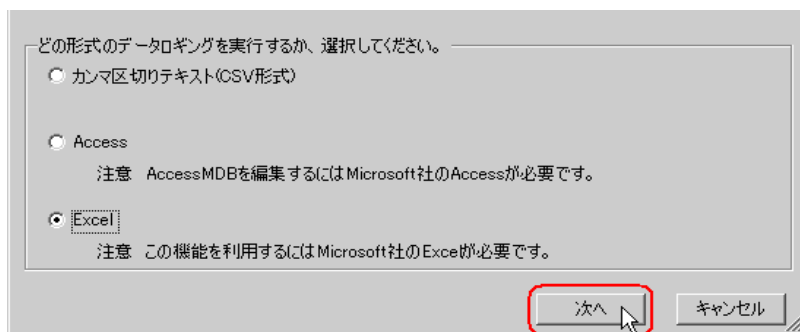 どの形式のデータロギングを実行するか、選択してください。
カンマ区切りテキスト(CSV形式)
Access
注意 AccessMDBを編集するにはMicrosoft社のAccessが必要です。
Excel
注意 この機能を利用するにはMicrosoft社のExcelが必要です。
次へ キャンセル